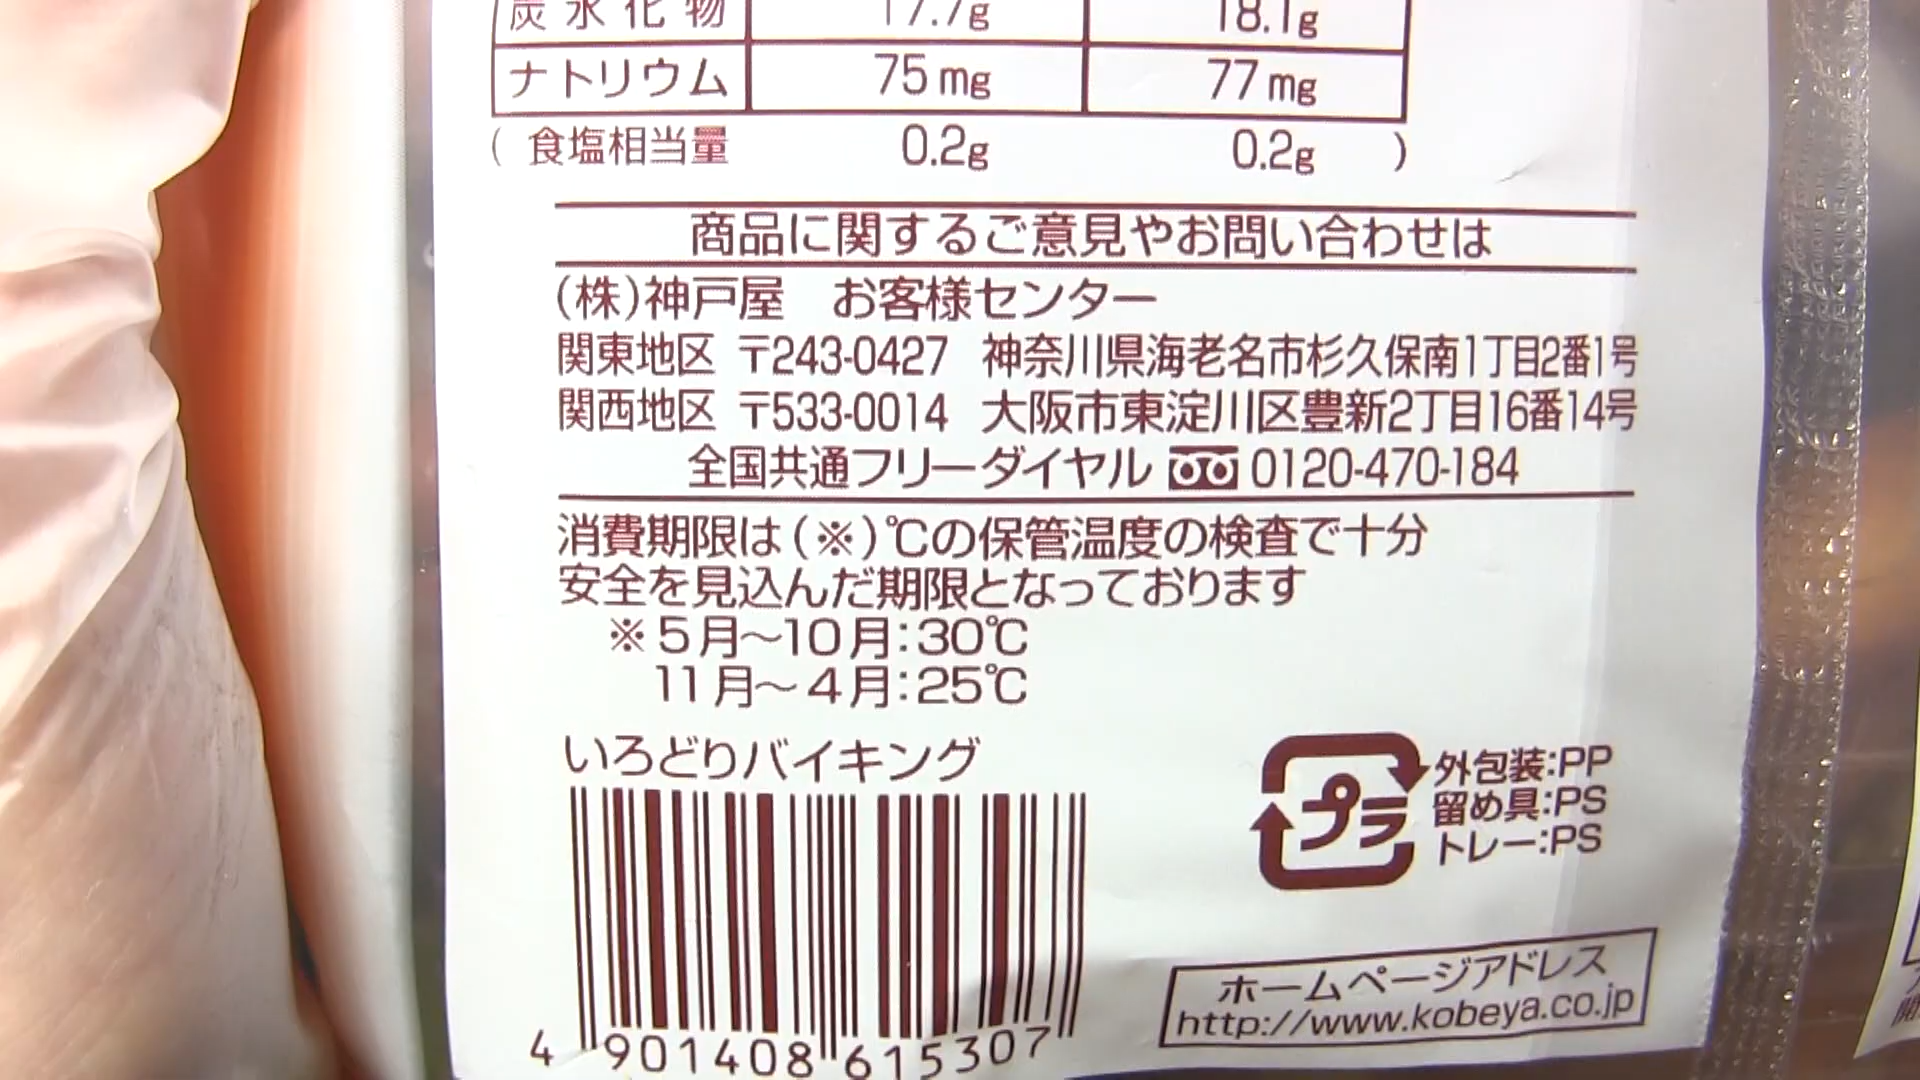 炭水化物 17.7g 18.1g
ナトリウム 75mg 77mg
( 食塩相当量 0.2g 0.2g )
商品に関するご意見やお問い合わせは
(株)神戸屋 お客様センター
関東地区 〒243-0427 神奈川県海老名市杉久保南1丁目2番1号
関西地区 〒533-0014 大阪市東淀川区豊新2丁目16番14号
全国共通フリーダイヤル 0120-470-184
消費期限は(※)℃の保管温度の検査で十分
安全を見込んだ期限となっております
※5月～10月:30℃
11月～4月:25℃
いろどりバイキング
プラ
外包装:PP
留め具:PS
トレー:PS
4 901408 615307
ホームページアドレス
http://www.kobeya.co.jp